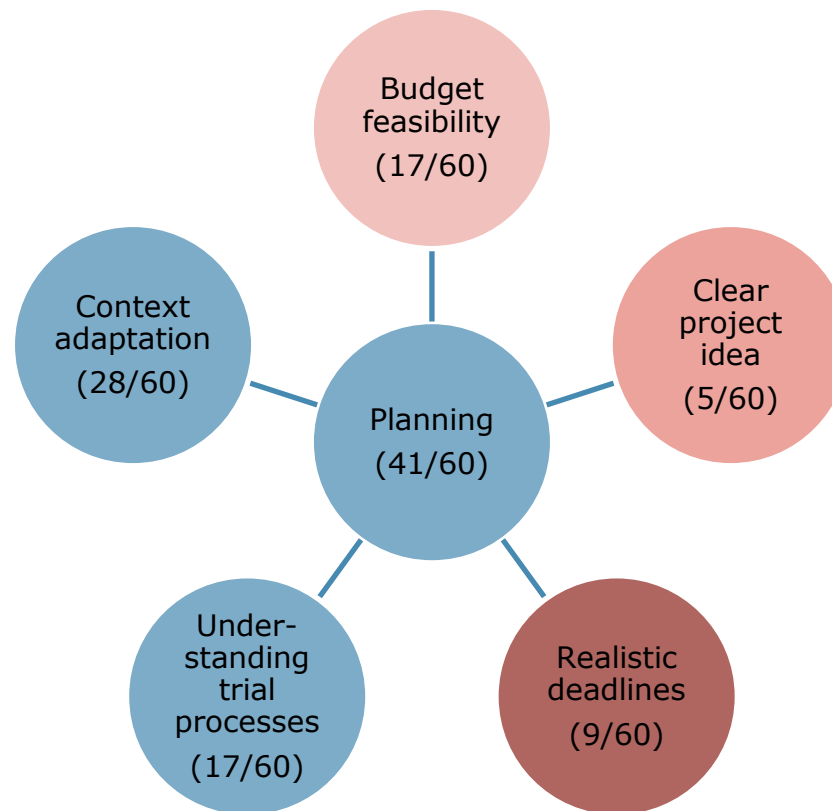 Budget
feasibility
(17/60)
Clear
project
idea
(5/60)
Context
adaptation
(28/60)
Planning
(41/60)
Under-
standing
trial
processes
(17/60)
Realistic
deadlines
(9/60)